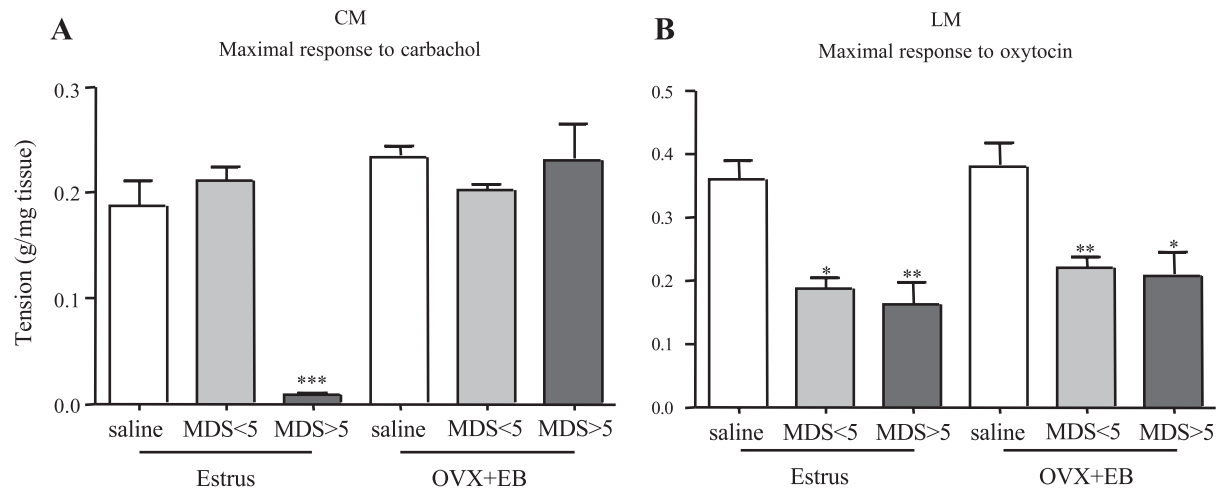 A
CM
Maximal response to carbachol
Tension (g/mg tissue)
0.3
0.2
0.1
0.0
***
saline MDS<5 MDS>5 saline MDS<5 MDS>5
Estrus OVX+EB
B
LM
Maximal response to oxytocin
0.5
0.4
0.3
0.2
0.1
0.0
* ** ** *
saline MDS<5 MDS>5 saline MDS<5 MDS>5
Estrus OVX+EB